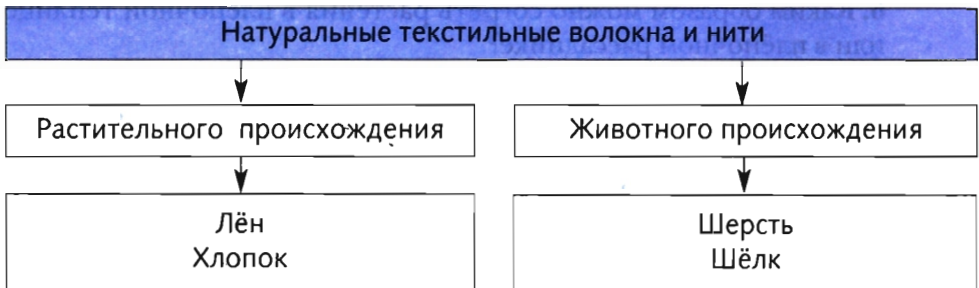 Натуральные текстильные волокна и нити
Растительного происхождения
Животного происхождения
Лён
Хлопок
Шерсть
Шёлк